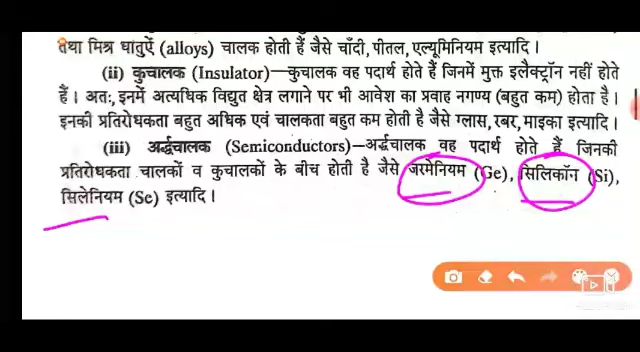 तथा मिश्र धातुऐं (alloys) चालक होती हैं जैसे चाँदी, पीतल, एल्यूमिनियम इत्यादि ।
(ii) कुचालक (Insulator)—कुचालक वह पदार्थ होते हैं जिनमें मुक्त इलैक्ट्रॉन नहीं होते
हैं । अतः, इनमें अत्यधिक विद्युत क्षेत्र लगाने पर भी आवेश का प्रवाह नगण्य (बहुत कम) होता है ।
इनकी प्रतिरोधकता बहुत अधिक एवं चालकता बहुत कम होती है जैसे ग्लास, रबर, माइका इत्यादि ।
(iii) अर्द्धचालक (Semiconductors)—अर्द्धचालक वह पदार्थ होते हैं जिनकी
प्रतिरोधकता चालकों व कुचालकों के बीच होती है जैसे जरमेनियम (Ge), सिलिकॉन (Si),
सिलेनियम (Se) इत्यादि ।